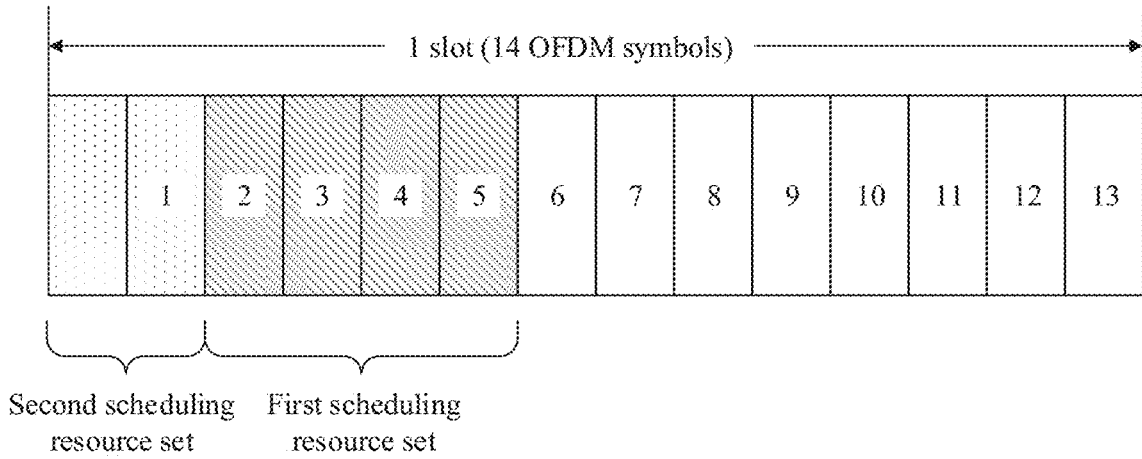 1 slot (14 OFDM symbols)
1 2 3 4 5 6 7 8 9 10 11 12 13
Second scheduling First scheduling
resource set resource set